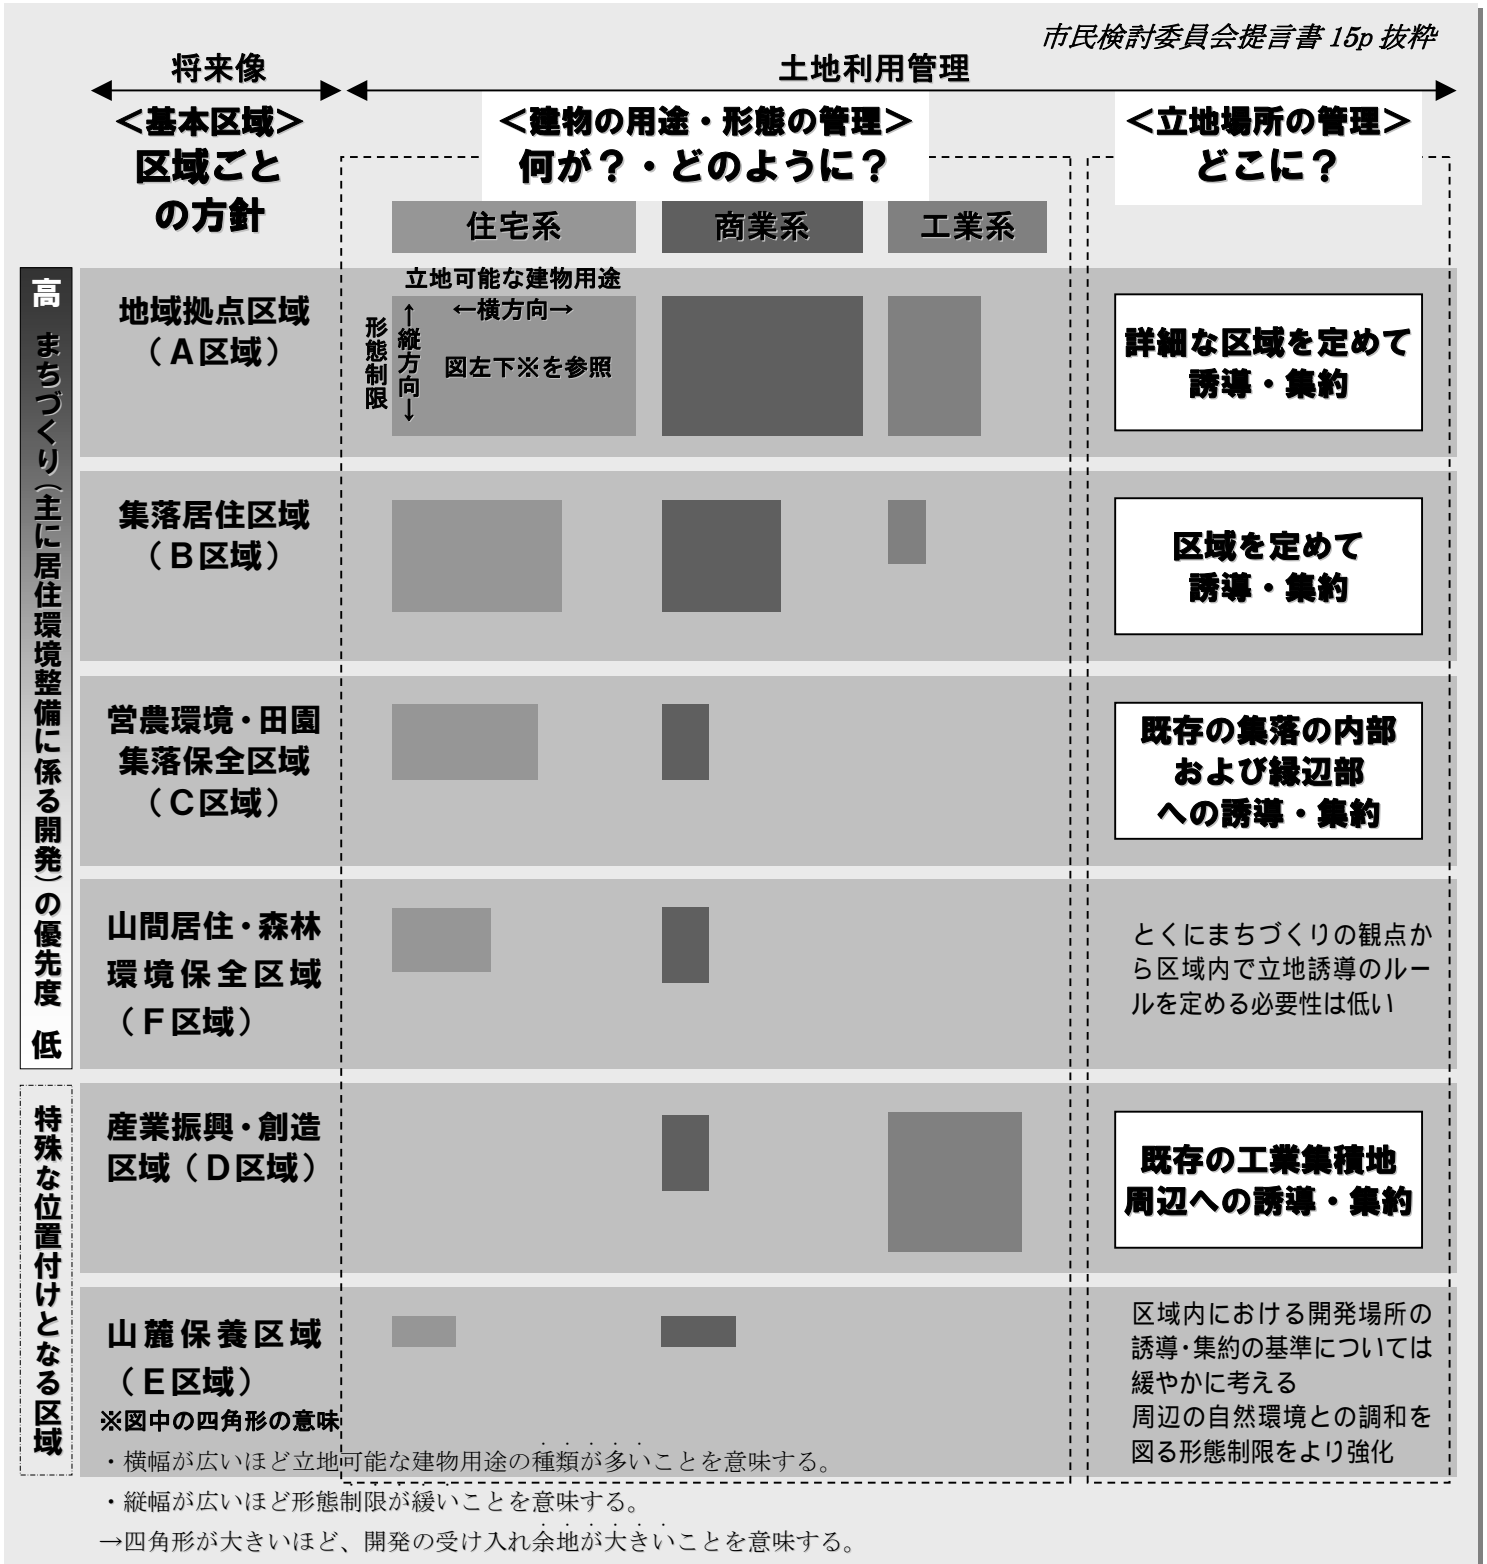 市民検討委員会提言書 15p 抜粋
将来像
土地利用管理
＜基本区域＞
区域ごと
の方針
＜建物の用途・形態の管理＞
何が？・どのように？
＜立地場所の管理＞
どこに？
住宅系
商業系
工業系
高 まちづくり（主に居住環境整備に係る開発）の優先度 低
地域拠点区域
（Ａ区域）
立地可能な建物用途
←横方向→
形態制限
←縦方向→
図左下※を参照
詳細な区域を定めて
誘導・集約
集落居住区域
（Ｂ区域）
区域を定めて
誘導・集約
営農環境・田園
集落保全区域
（Ｃ区域）
既存の集落の内部
および縁辺部
への誘導・集約
山間居住・森林
環境保全区域
（Ｆ区域）
とくにまちづくりの観点か
ら区域内で立地誘導のルー
ルを定める必要性は低い
特殊な位置付けとなる区域
産業振興・創造
区域（Ｄ区域）
既存の工業集積地
周辺への誘導・集約
山麓保養区域
（Ｅ区域）
区域内における開発場所の
誘導・集約の基準については
緩やかに考える
周辺の自然環境との調和を
図る形態制限をより強化
※図中の四角形の意味
・横幅が広いほど立地可能な建物用途の種類が多いことを意味する。
・縦幅が広いほど形態制限が緩いことを意味する。
→四角形が大きいほど、開発の受け入れ余地が大きいことを意味する。